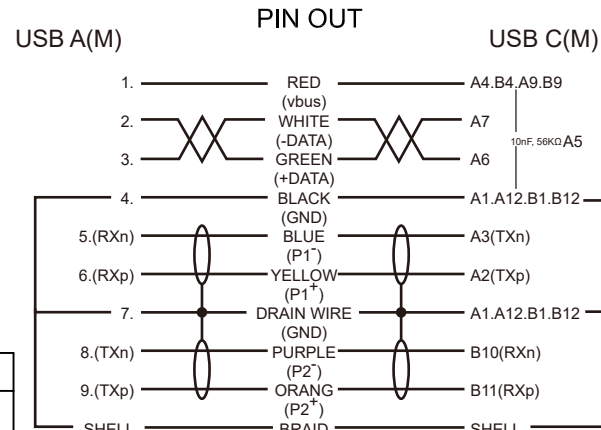 PIN OUT
USB A(M) USB C(M)
1. RED A4.B4.A9.B9
(vbus)
2. WHITE A7
(-DATA) 10nF, 56KΩ A5
3. GREEN A6
(+DATA)
4. BLACK A1.A12.B1.B12
(GND)
5.(RXn) BLUE A3(TXn)
(P1-)
6.(RXp) YELLOW A2(TXp)
(P1+)
7. DRAIN WIRE A1.A12.B1.B12
(GND)
8.(TXn) PURPLE B10(RXn)
(P2-)
9.(TXp) ORANG B11(RXp)
(P2+)
SHELL BRAID SHELL